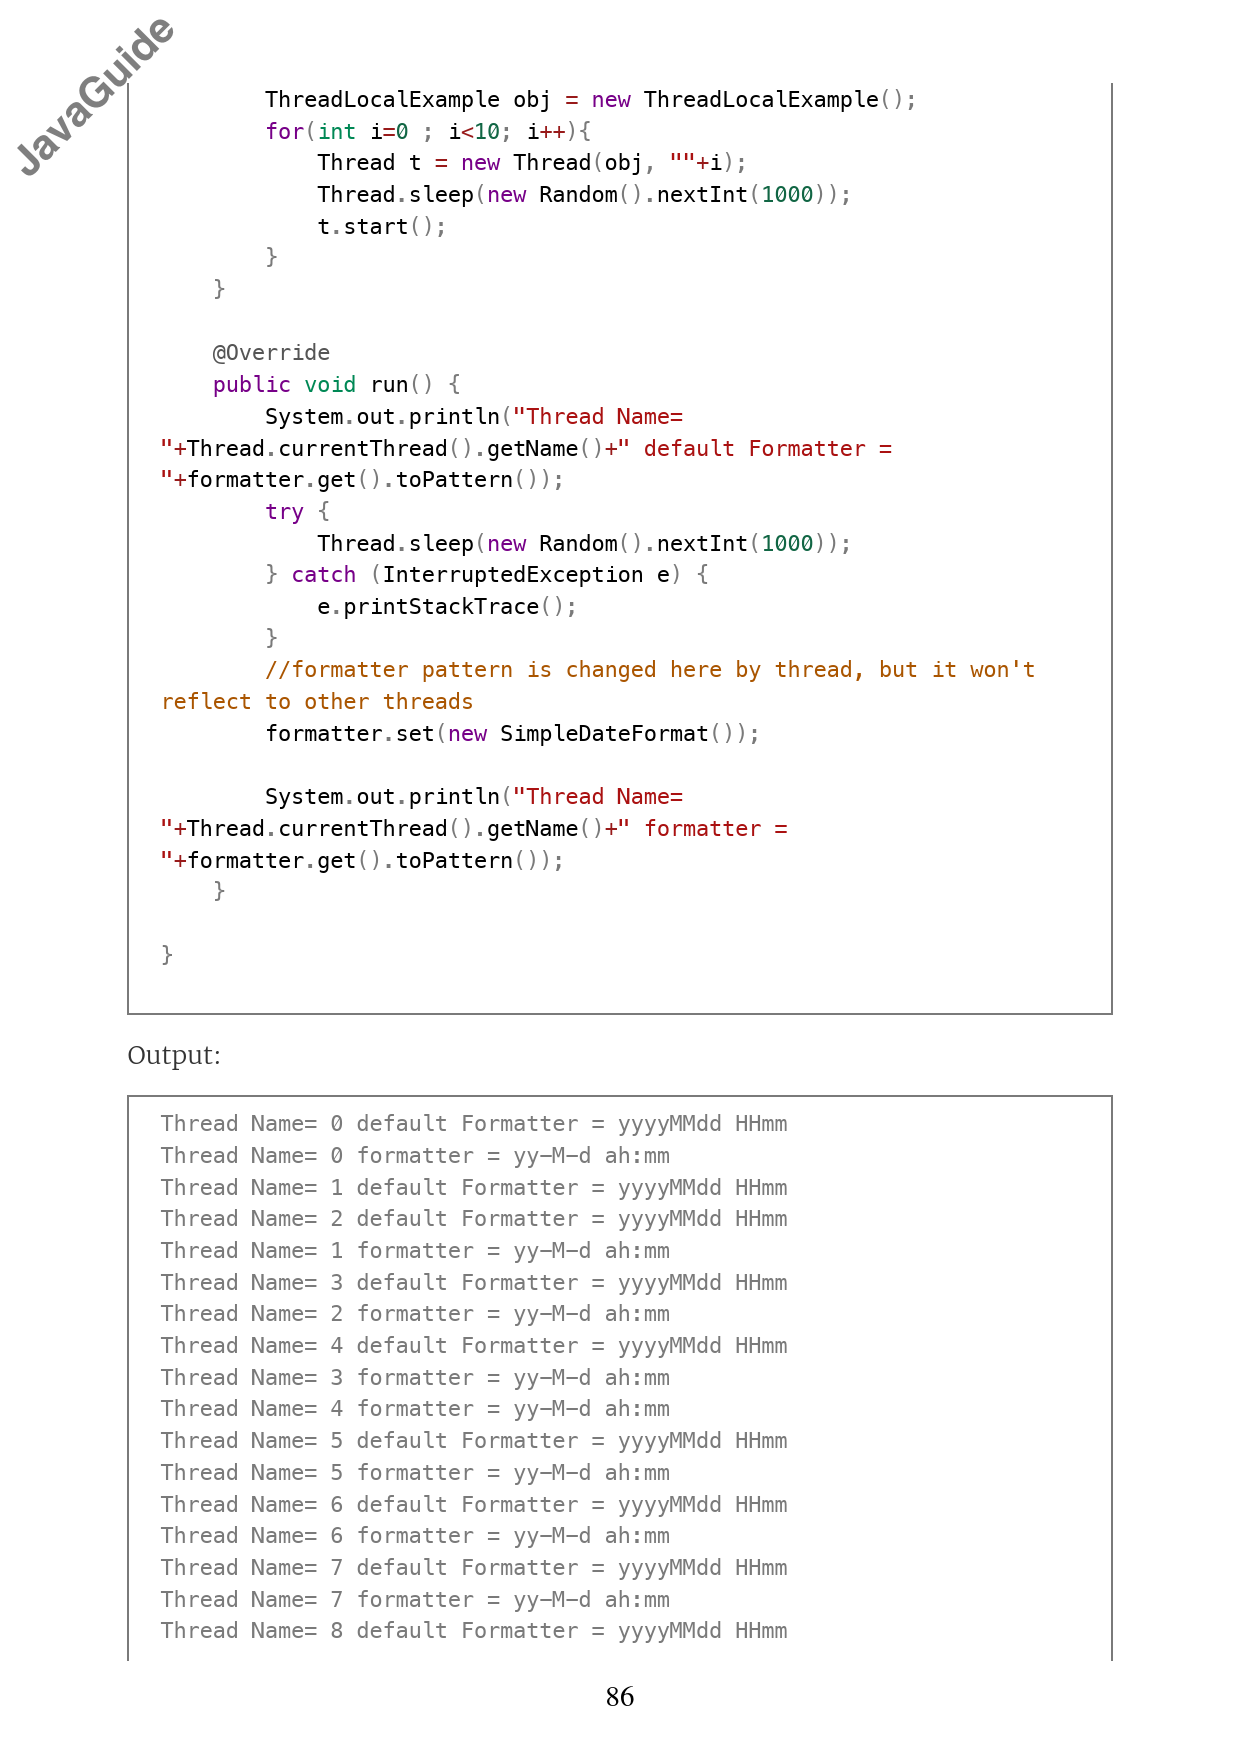 JavaGuide
        ThreadLocalExample obj = new ThreadLocalExample();
        for(int i=0 ; i<10; i++){
            Thread t = new Thread(obj, ""+i);
            Thread.sleep(new Random().nextInt(1000));
            t.start();
        }
    }

    @Override
    public void run() {
        System.out.println("Thread Name=
"+Thread.currentThread().getName()+" default Formatter =
"+formatter.get().toPattern());
        try {
            Thread.sleep(new Random().nextInt(1000));
        } catch (InterruptedException e) {
            e.printStackTrace();
        }
        //formatter pattern is changed here by thread, but it won't
reflect to other threads
        formatter.set(new SimpleDateFormat());

        System.out.println("Thread Name=
"+Thread.currentThread().getName()+" formatter =
"+formatter.get().toPattern());
    }

}
Output:
Thread Name= 0 default Formatter = yyyyMMdd HHmm
Thread Name= 0 formatter = yy-M-d ah:mm
Thread Name= 1 default Formatter = yyyyMMdd HHmm
Thread Name= 2 default Formatter = yyyyMMdd HHmm
Thread Name= 1 formatter = yy-M-d ah:mm
Thread Name= 3 default Formatter = yyyyMMdd HHmm
Thread Name= 2 formatter = yy-M-d ah:mm
Thread Name= 4 default Formatter = yyyyMMdd HHmm
Thread Name= 3 formatter = yy-M-d ah:mm
Thread Name= 4 formatter = yy-M-d ah:mm
Thread Name= 5 default Formatter = yyyyMMdd HHmm
Thread Name= 5 formatter = yy-M-d ah:mm
Thread Name= 6 default Formatter = yyyyMMdd HHmm
Thread Name= 6 formatter = yy-M-d ah:mm
Thread Name= 7 default Formatter = yyyyMMdd HHmm
Thread Name= 7 formatter = yy-M-d ah:mm
Thread Name= 8 default Formatter = yyyyMMdd HHmm
86